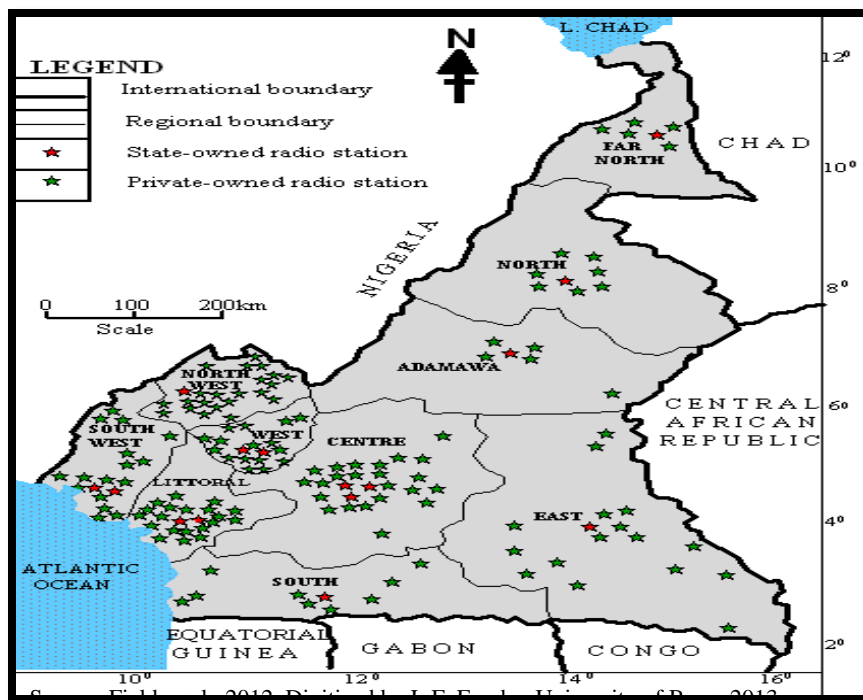 L. CHAD
N
12⁰
LEGEND
International boundary
Regional boundary
State-owned radio station
Private-owned radio station
FAR
NORTH
CHAD
10⁰
NIGERIA
NORTH
8⁰
0 100 200km
Scale
ADAMAWA
NORTH
WEST
CENTRAL
AFRICAN
REPUBLIC
6⁰
SOUTH
WEST
WEST
CENTRE
LITTORAL
EAST
4⁰
ATLANTIC
OCEAN
SOUTH
EQUATORIAL
GUINEA
GABON
CONGO
2⁰
10⁰ 12⁰ 14⁰ 16⁰